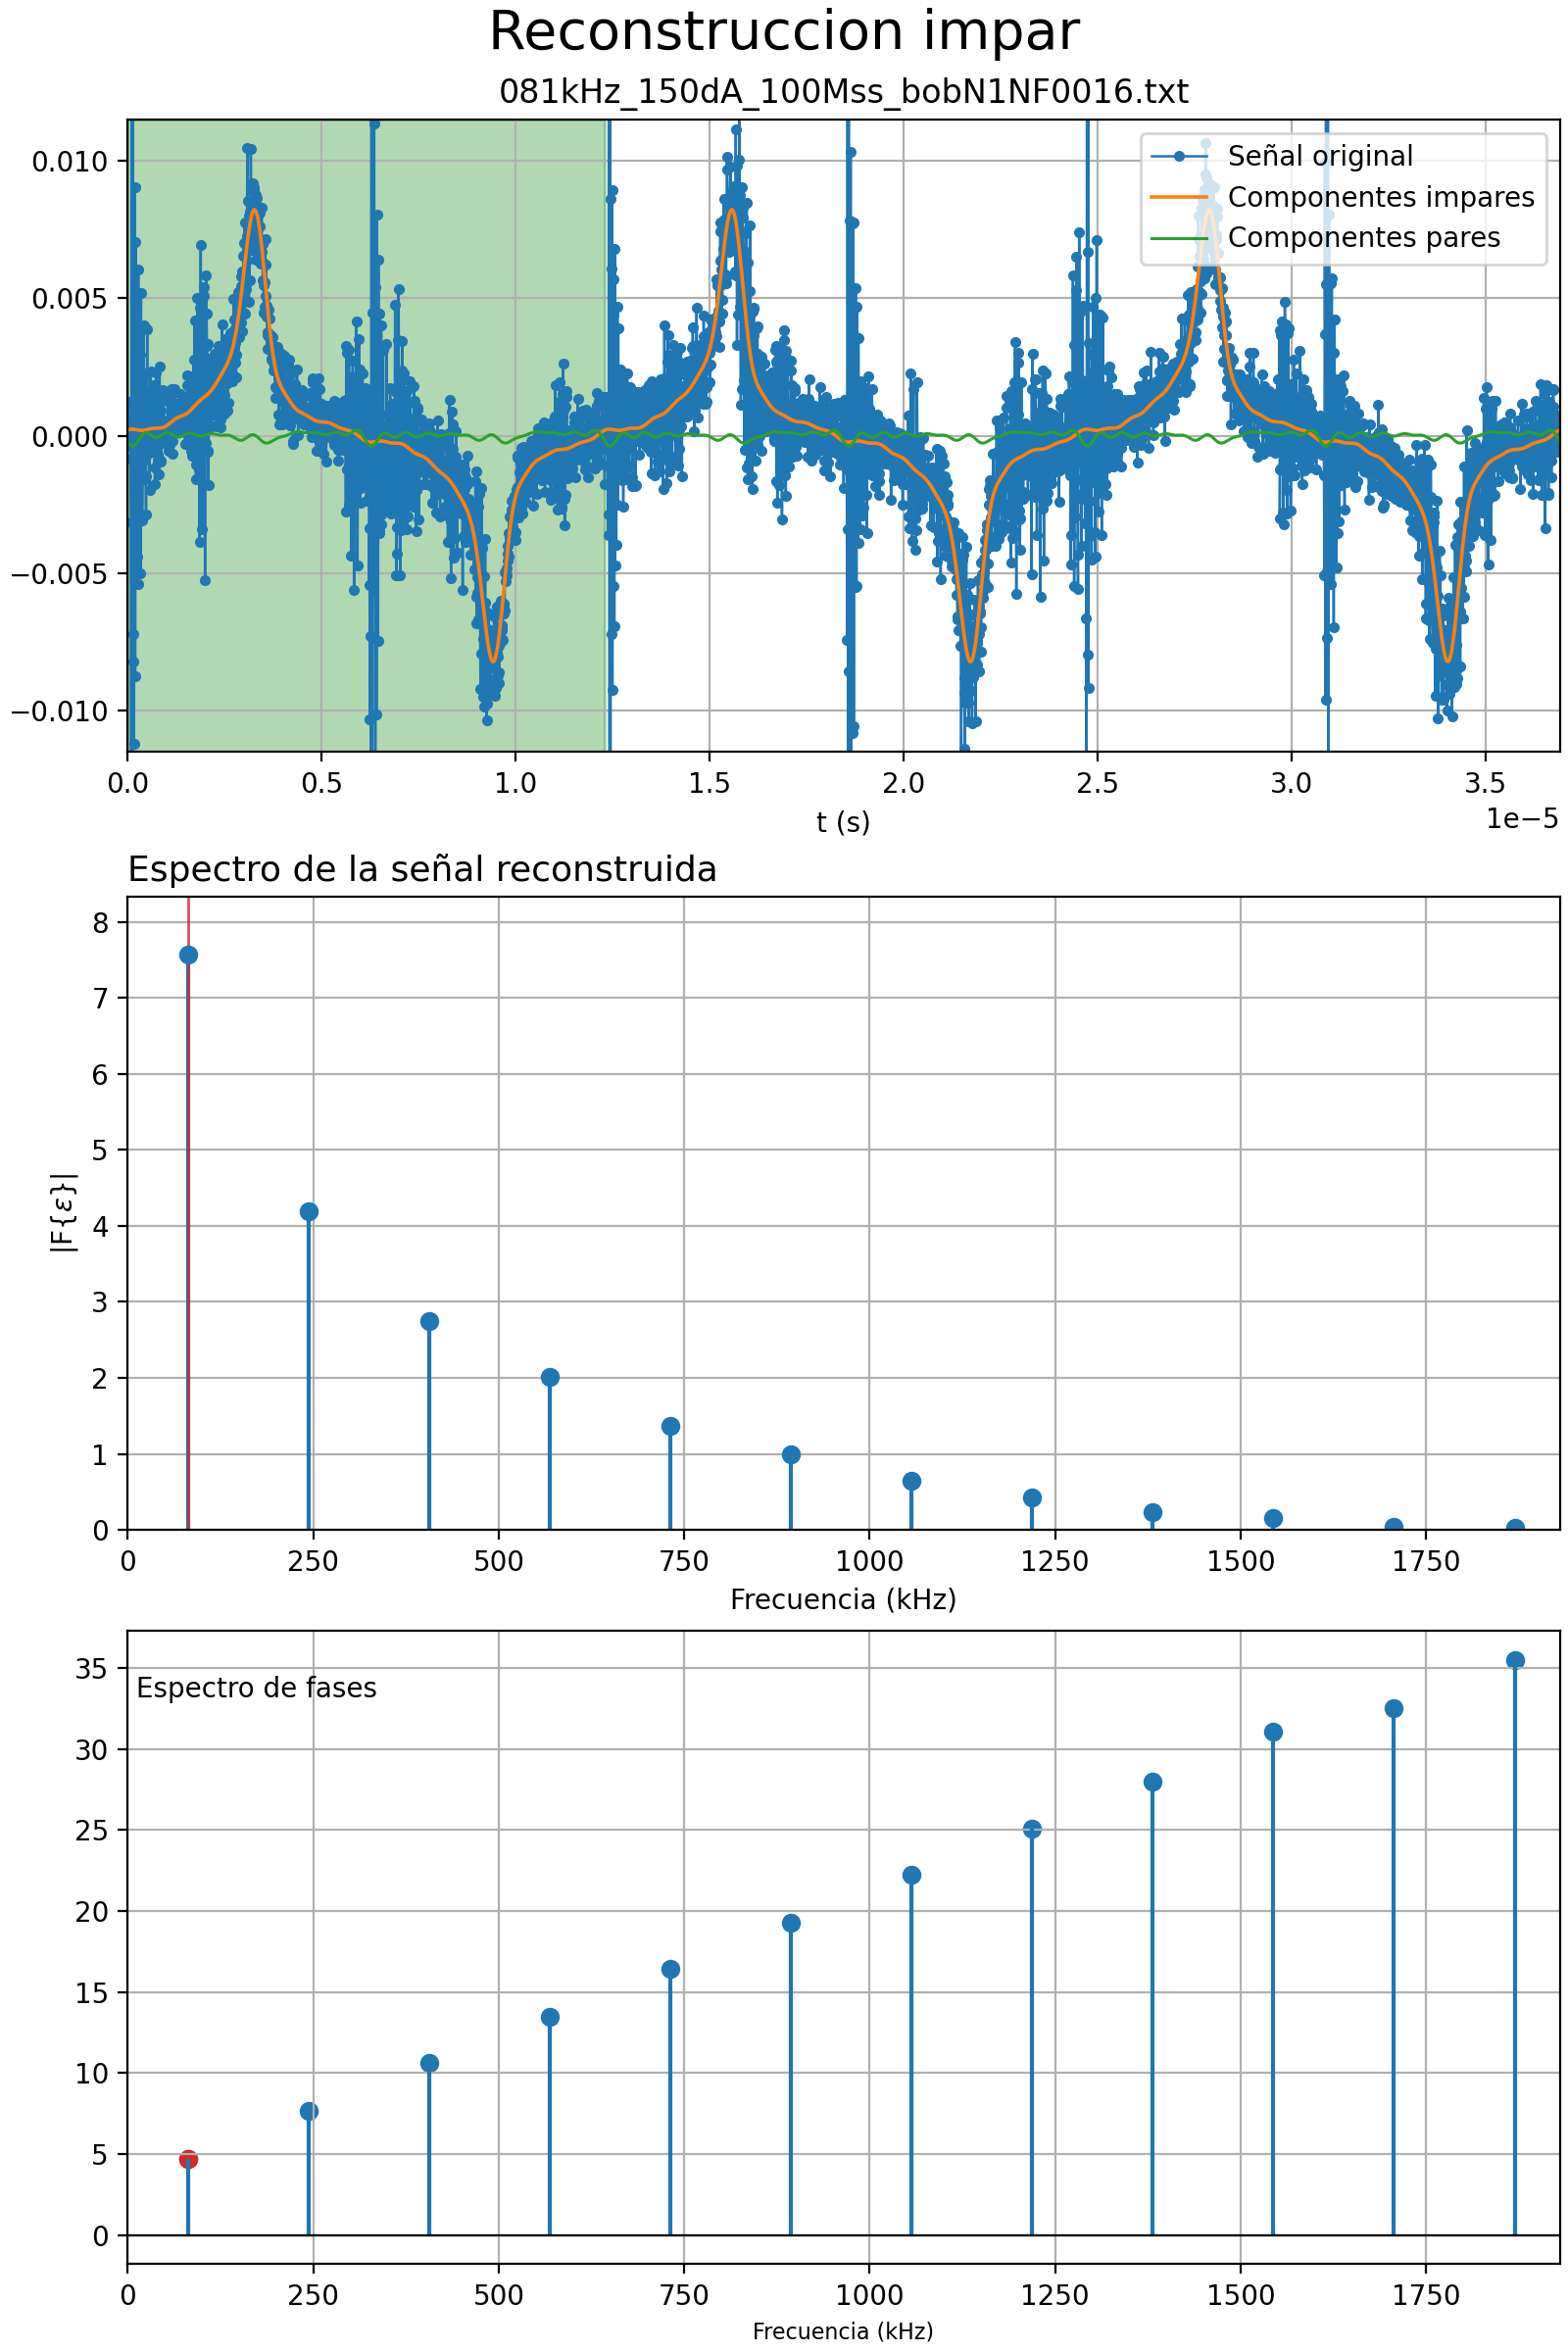 Reconstruccion impar
081kHz_150dA_100Mss_bobN1NF0016.txt
Señal original
Componentes impares
Componentes pares
0.010
0.005
0.000
−0.005
−0.010
0.0 0.5 1.0 1.5 2.0 2.5 3.0 3.5
t (s)
1e−5
Espectro de la señal reconstruida
8
7
6
5
4
3
2
1
0
|F{ε}|
0 250 500 750 1000 1250 1500 1750
Frecuencia (kHz)
Espectro de fases
35
30
25
20
15
10
5
0
0 250 500 750 1000 1250 1500 1750
Frecuencia (kHz)